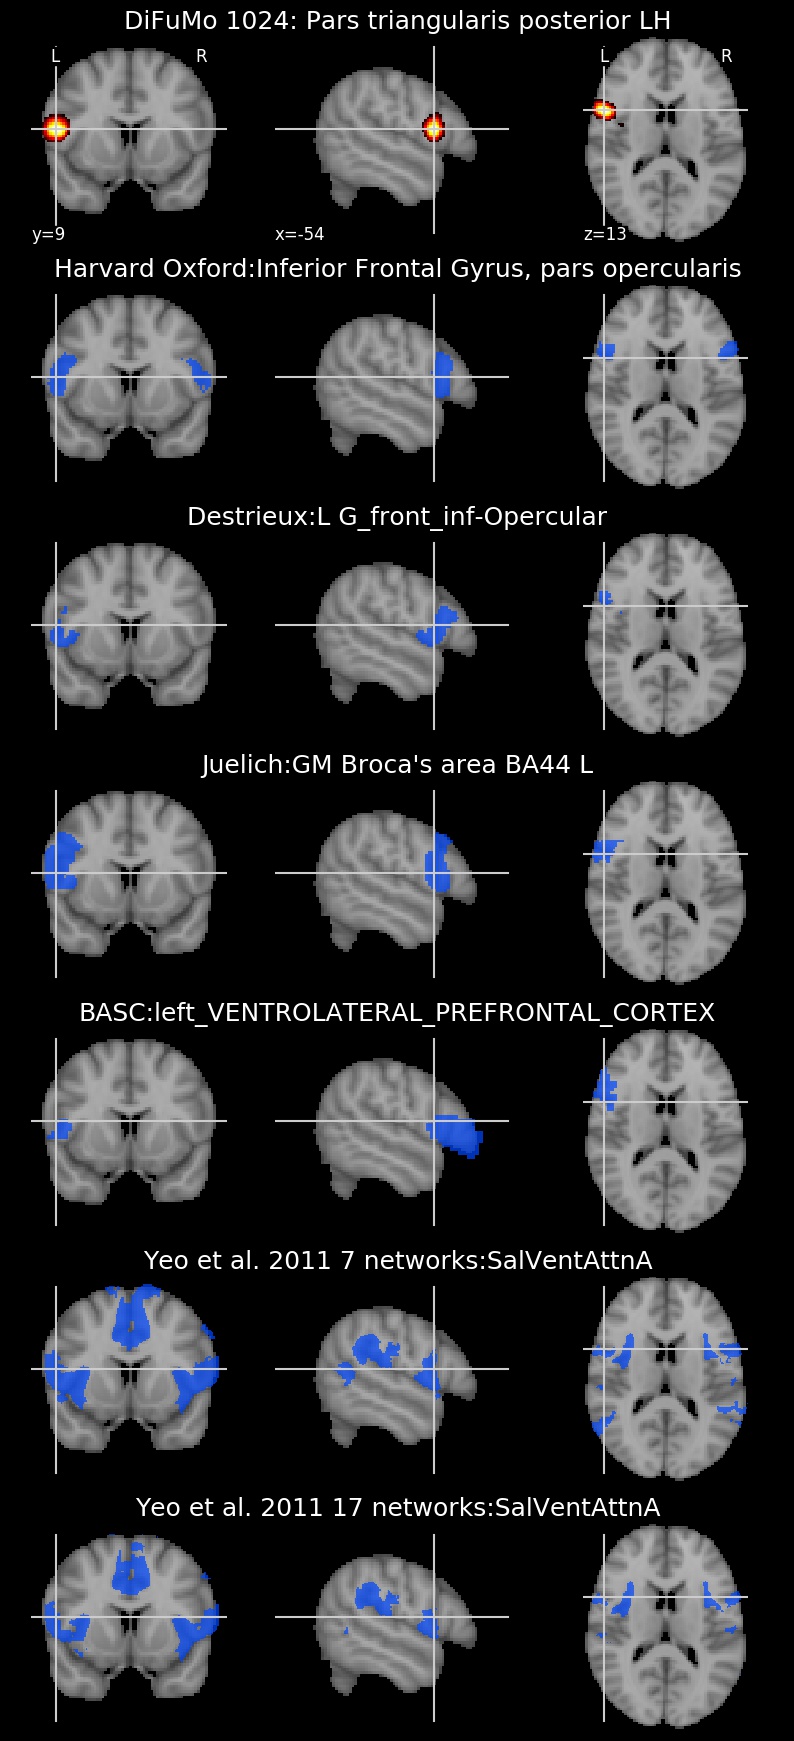 DiFuMo 1024: Pars triangularis posterior LH
L R L R
y=9 x=-54 z=13
Harvard Oxford:Inferior Frontal Gyrus, pars opercularis
Destrieux:L G_front_inf-Opercular
Juelich:GM Broca's area BA44 L
BASC:left_VENTROLATERAL_PREFRONTAL_CORTEX
Yeo et al. 2011 7 networks:SalVentAttnA
Yeo et al. 2011 17 networks:SalVentAttnA